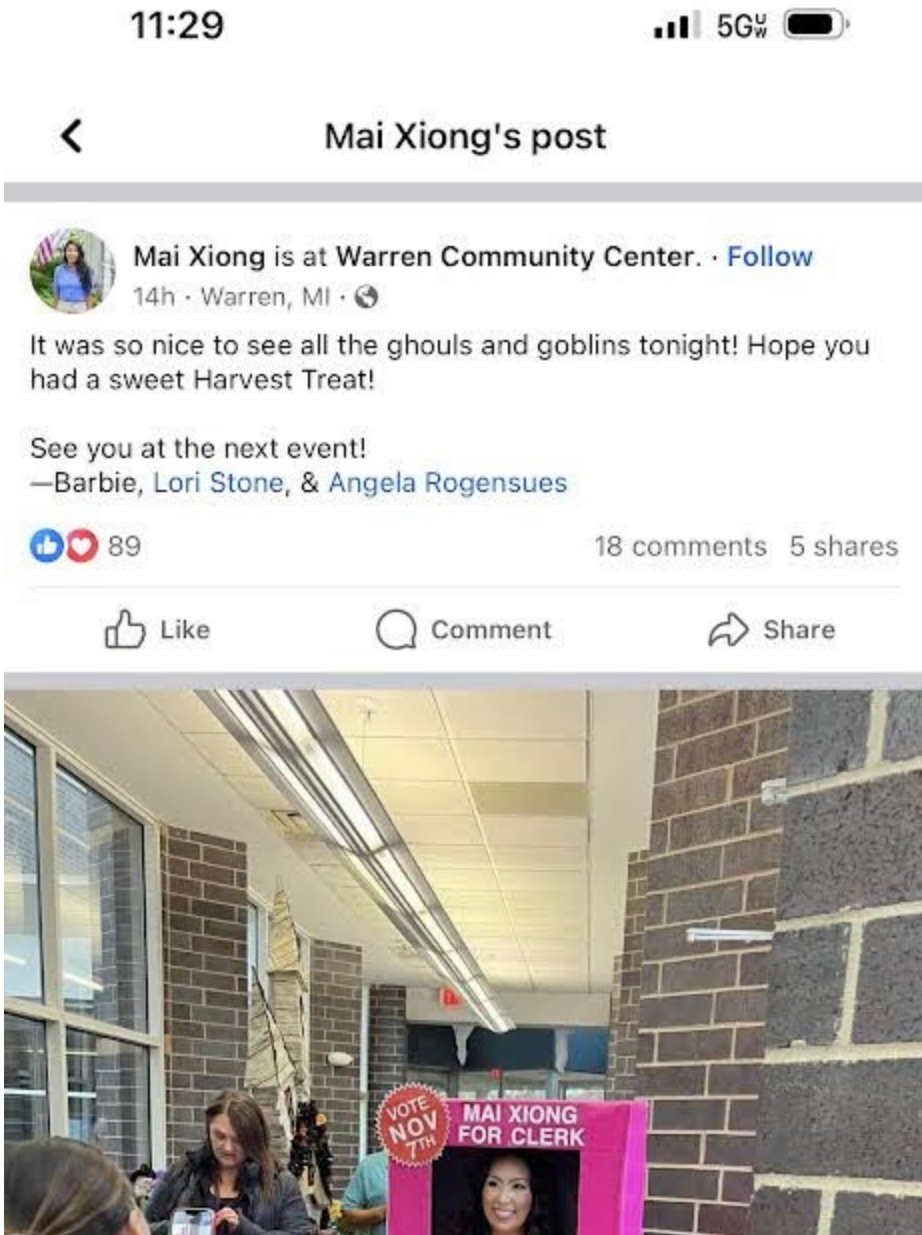 11:29
5G UW
Mai Xiong's post
Mai Xiong is at Warren Community Center. · Follow
14h · Warren, MI ·
It was so nice to see all the ghouls and goblins tonight! Hope you
had a sweet Harvest Treat!
See you at the next event!
—Barbie, Lori Stone, & Angela Rogensues
89
18 comments 5 shares
Like
Comment
Share
VOTE
NOV
7TH
MAI XIONG
FOR CLERK